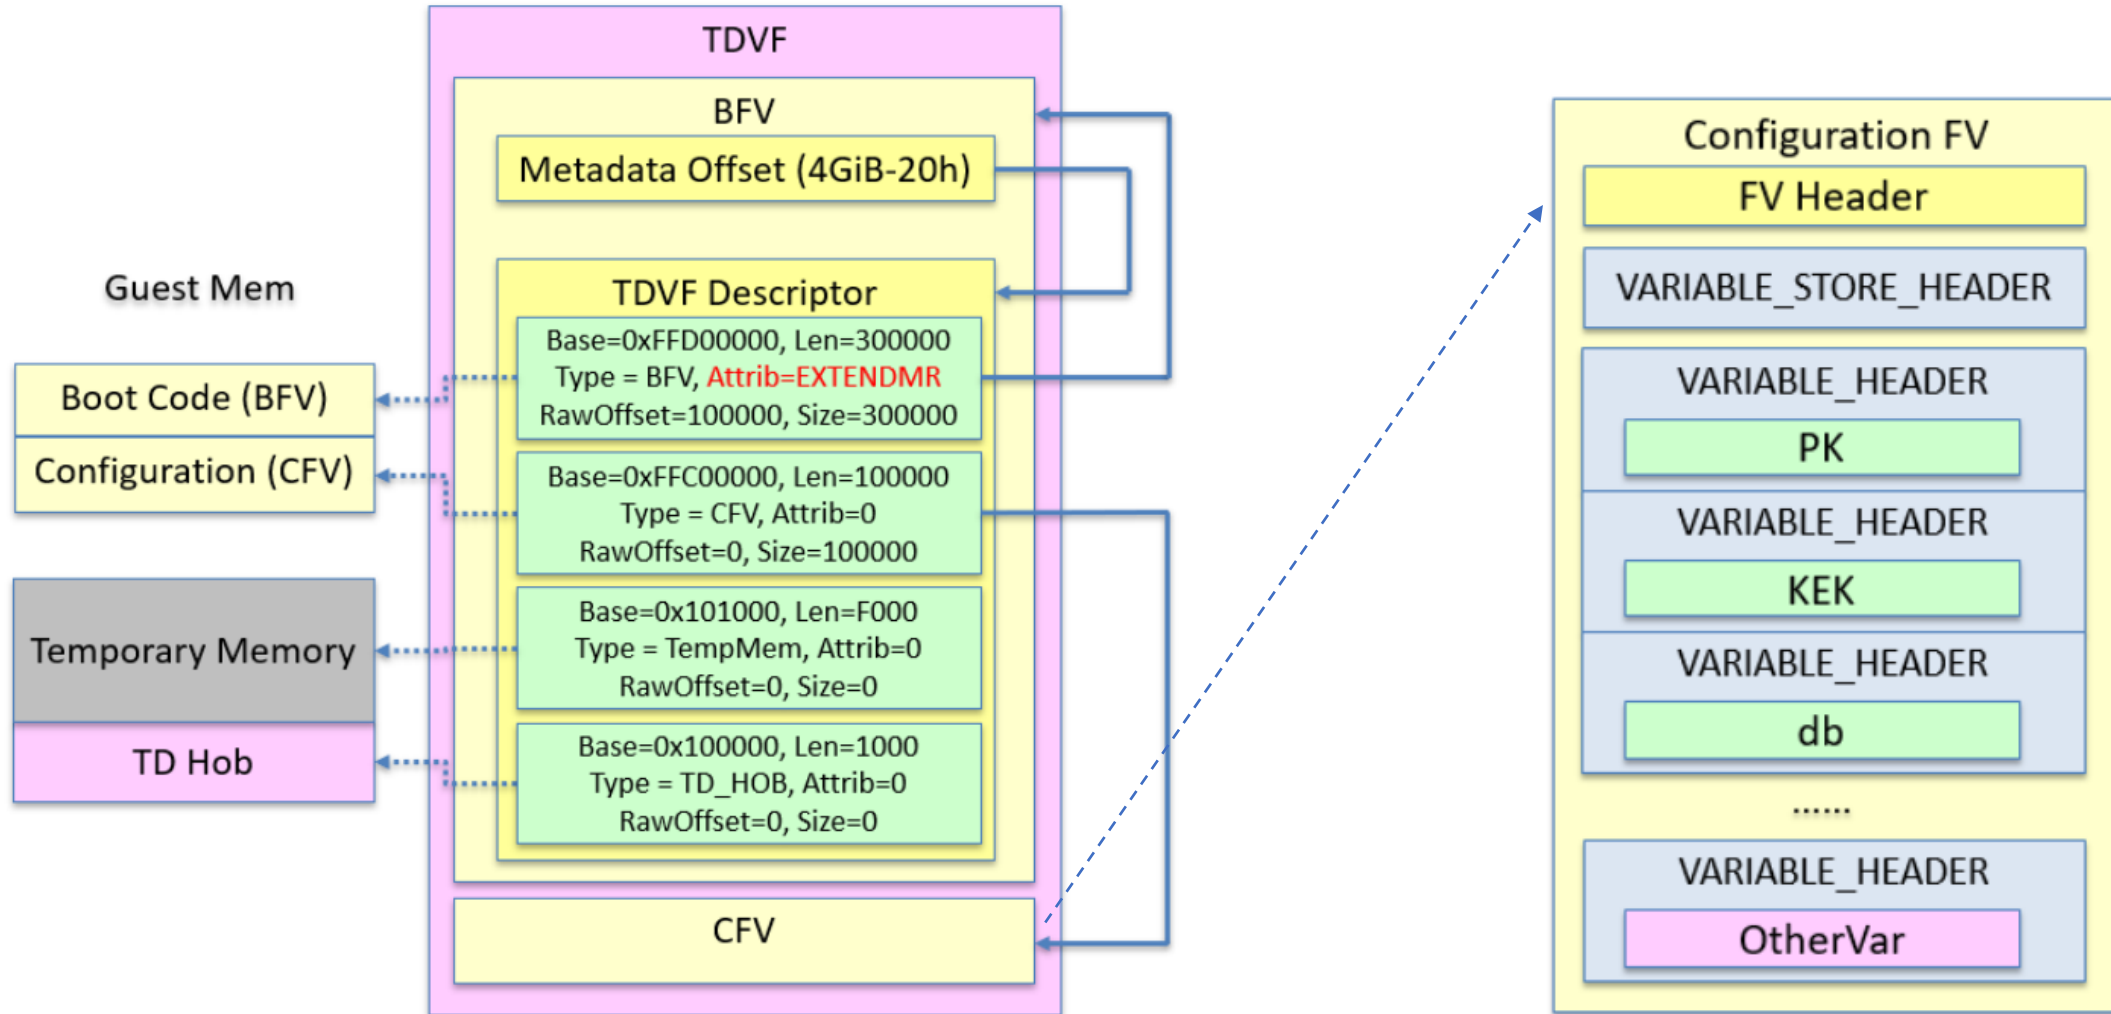 Guest Mem
Boot Code (BFV)
Configuration (CFV)
Temporary Memory
TD Hob
TDVF
BFV
Metadata Offset (4GiB-20h)
TDVF Descriptor
Base=0xFFD00000, Len=300000
Type = BFV, Attrib=EXTENDMR
RawOffset=100000, Size=300000
Base=0xFFC00000, Len=100000
Type = CFV, Attrib=0
RawOffset=0, Size=100000
Base=0x101000, Len=F000
Type = TempMem, Attrib=0
RawOffset=0, Size=0
Base=0x100000, Len=1000
Type = TD_HOB, Attrib=0
RawOffset=0, Size=0
CFV
Configuration FV
FV Header
VARIABLE_STORE_HEADER
VARIABLE_HEADER
PK
VARIABLE_HEADER
KEK
VARIABLE_HEADER
db
......
VARIABLE_HEADER
OtherVar